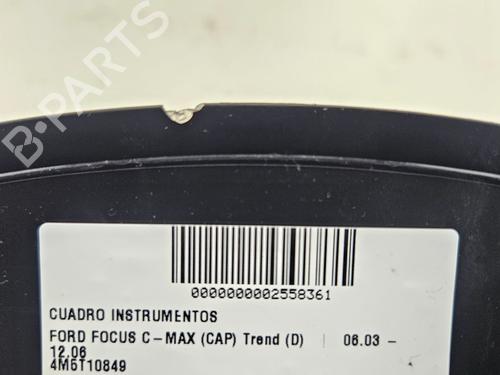 B-PARTS
0000000002558361
CUADRO INSTRUMENTOS
FORD FOCUS C-MAX (CAP) Trend (D) | 06.03 -
12.06
4M5T10849